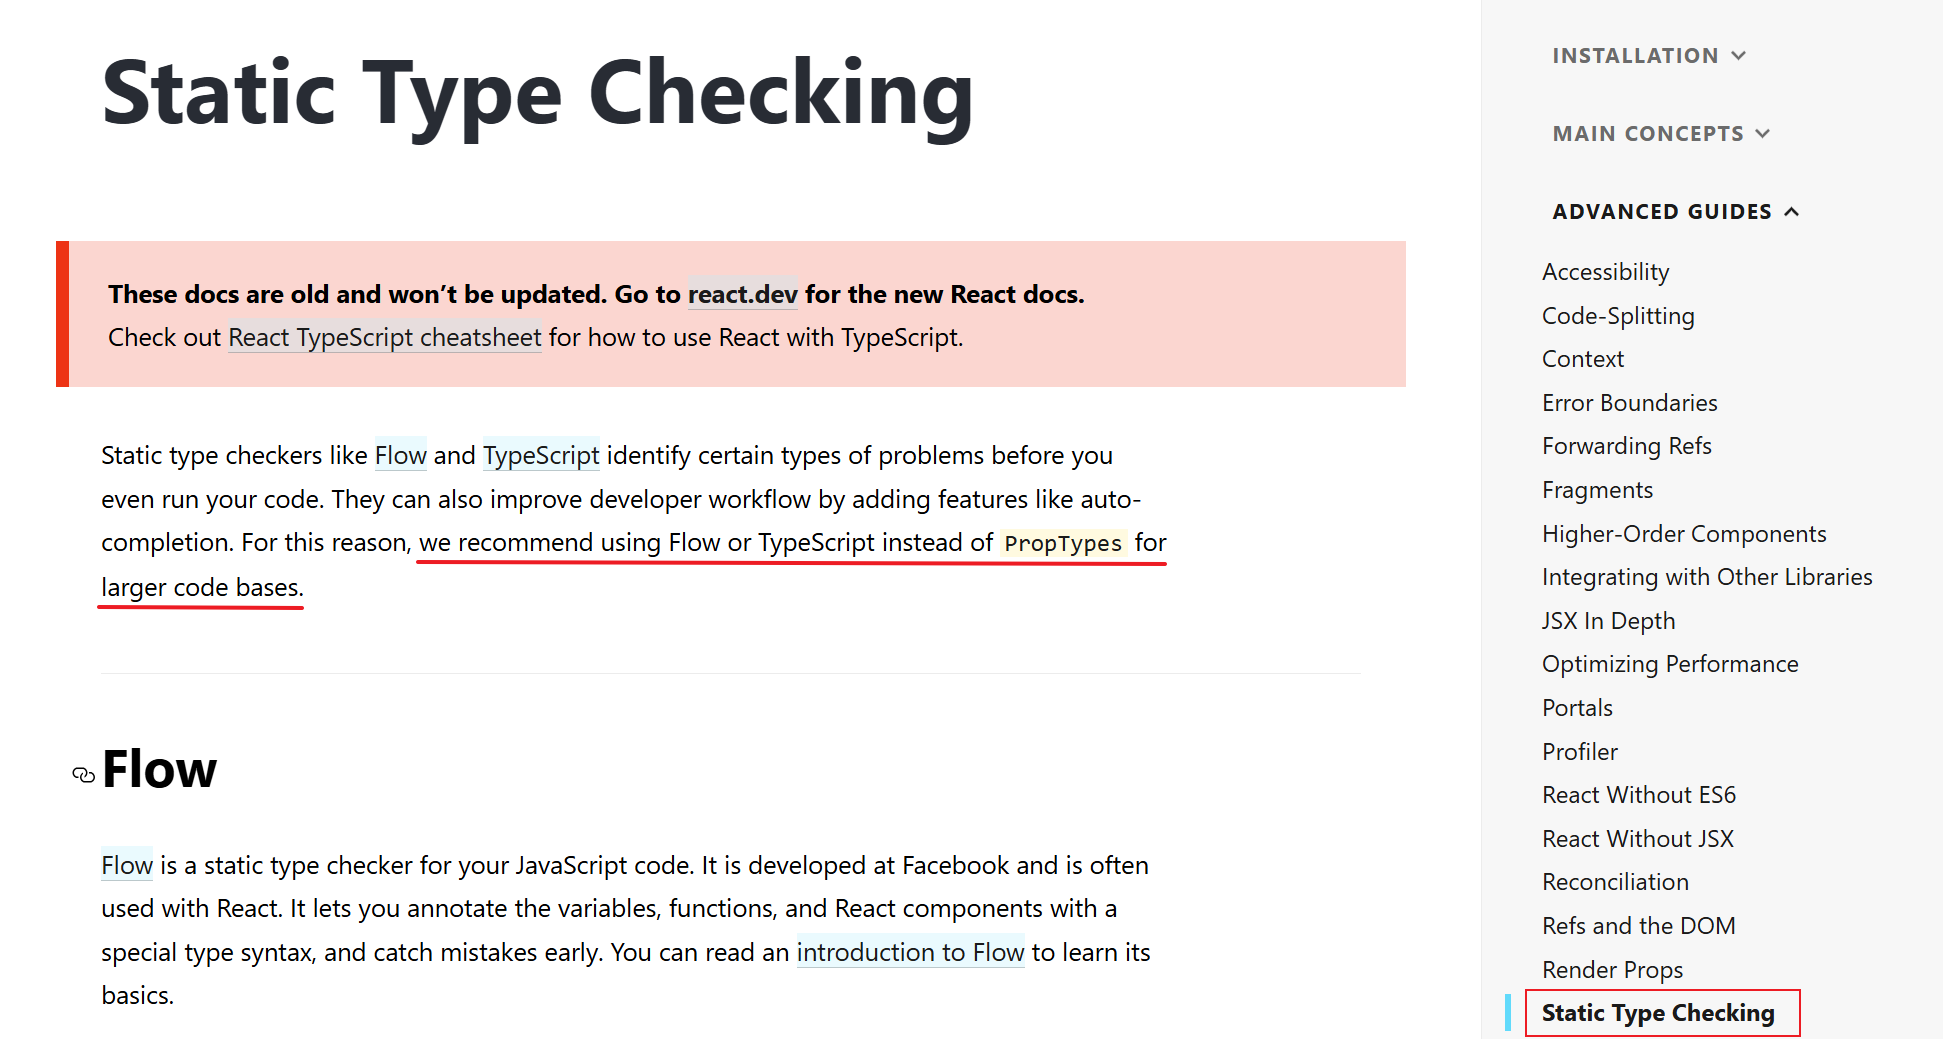 Static Type Checking
These docs are old and won’t be updated. Go to react.dev for the new React docs.
Check out React TypeScript cheatsheet for how to use React with TypeScript.
Static type checkers like Flow and TypeScript identify certain types of problems before you
even run your code. They can also improve developer workflow by adding features like auto-
completion. For this reason, we recommend using Flow or TypeScript instead of PropTypes for
larger code bases.
Flow
Flow is a static type checker for your JavaScript code. It is developed at Facebook and is often
used with React. It lets you annotate the variables, functions, and React components with a
special type syntax, and catch mistakes early. You can read an introduction to Flow to learn its
basics.
INSTALLATION
MAIN CONCEPTS
ADVANCED GUIDES
Accessibility
Code-Splitting
Context
Error Boundaries
Forwarding Refs
Fragments
Higher-Order Components
Integrating with Other Libraries
JSX In Depth
Optimizing Performance
Portals
Profiler
React Without ES6
React Without JSX
Reconciliation
Refs and the DOM
Render Props
Static Type Checking